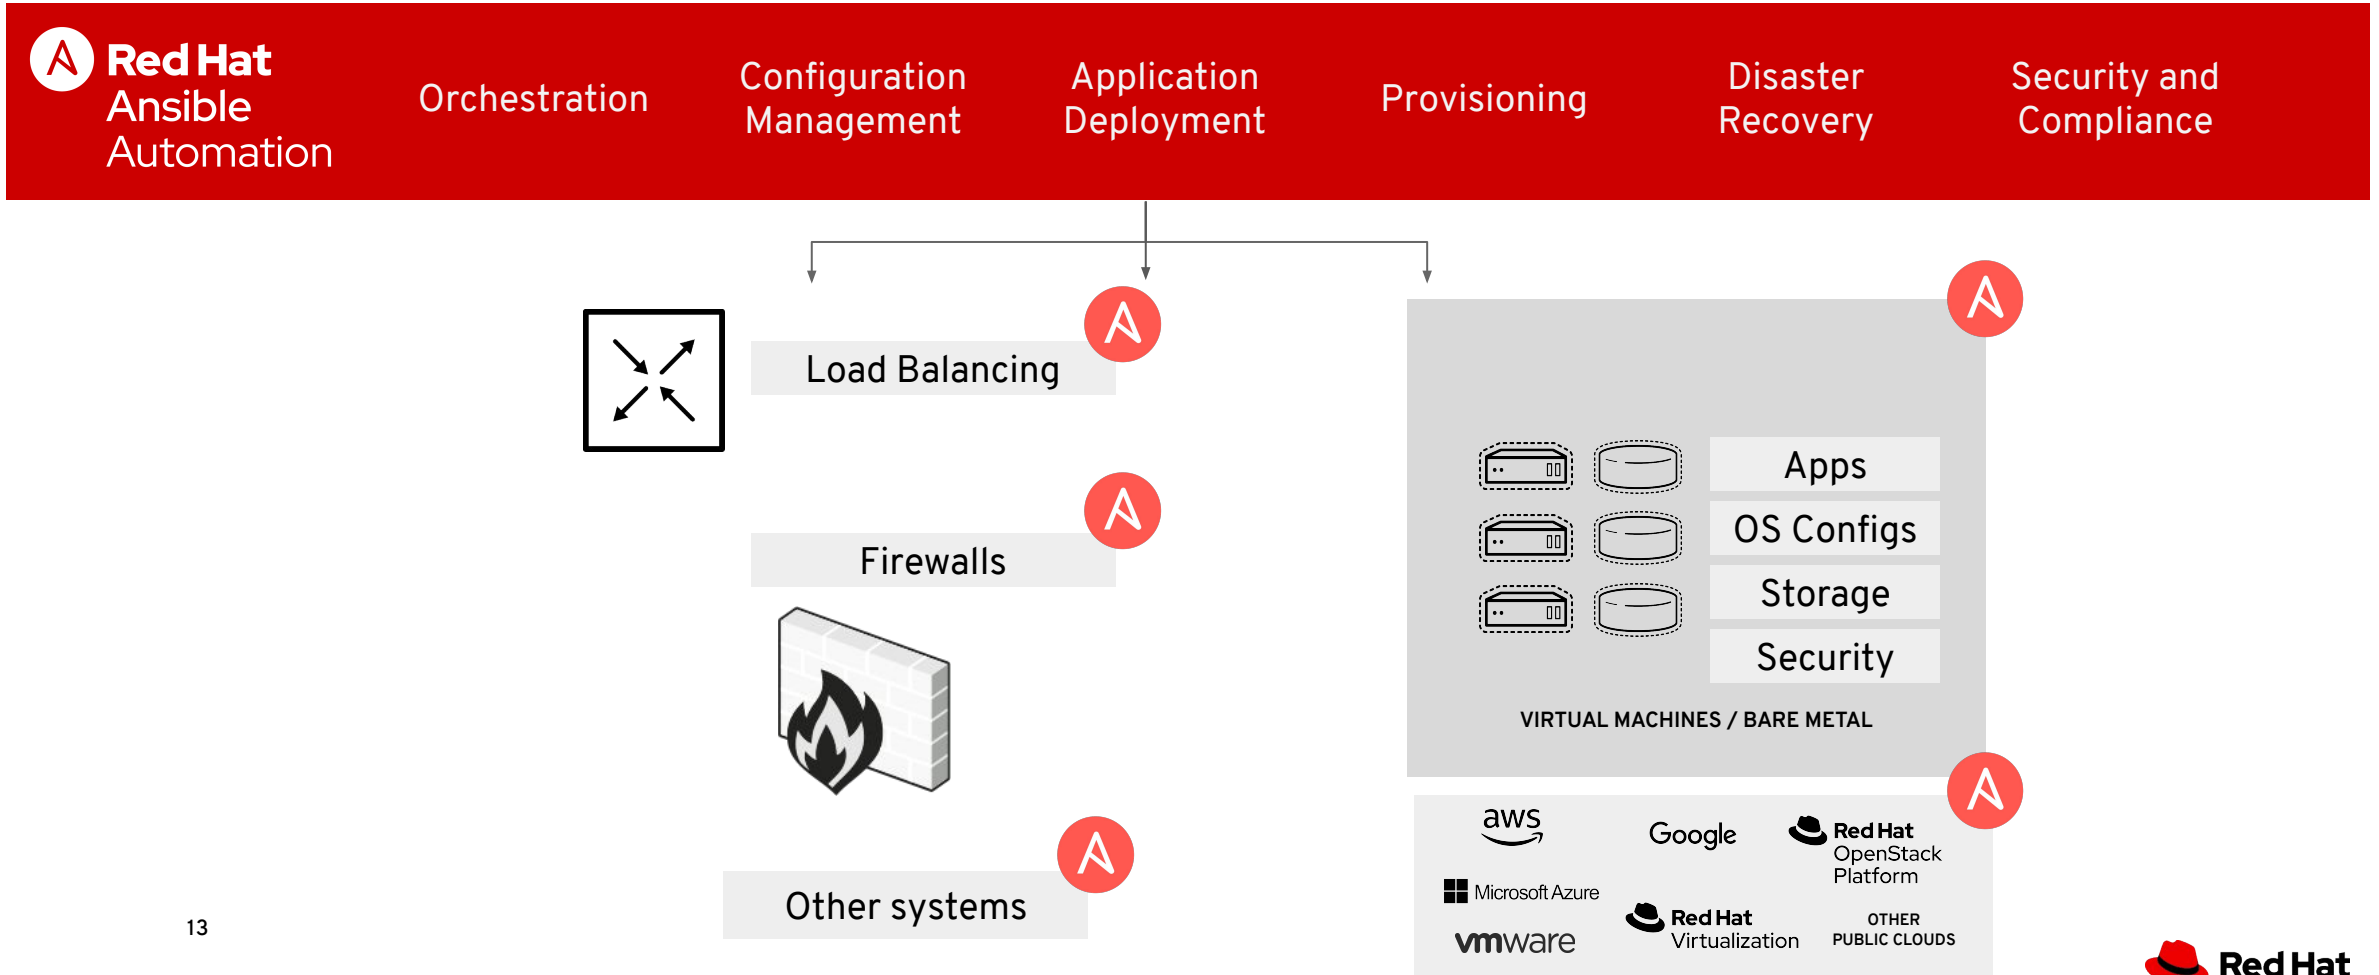 Red Hat
Ansible
Automation
Orchestration
Configuration
Management
Application
Deployment
Provisioning
Disaster
Recovery
Security and
Compliance
Load Balancing
Firewalls
Other systems
Apps
OS Configs
Storage
Security
VIRTUAL MACHINES / BARE METAL
aws
Google
Red Hat
OpenStack
Platform
Microsoft Azure
Red Hat
Virtualization
vmware
OTHER
PUBLIC CLOUDS
13
Red Hat